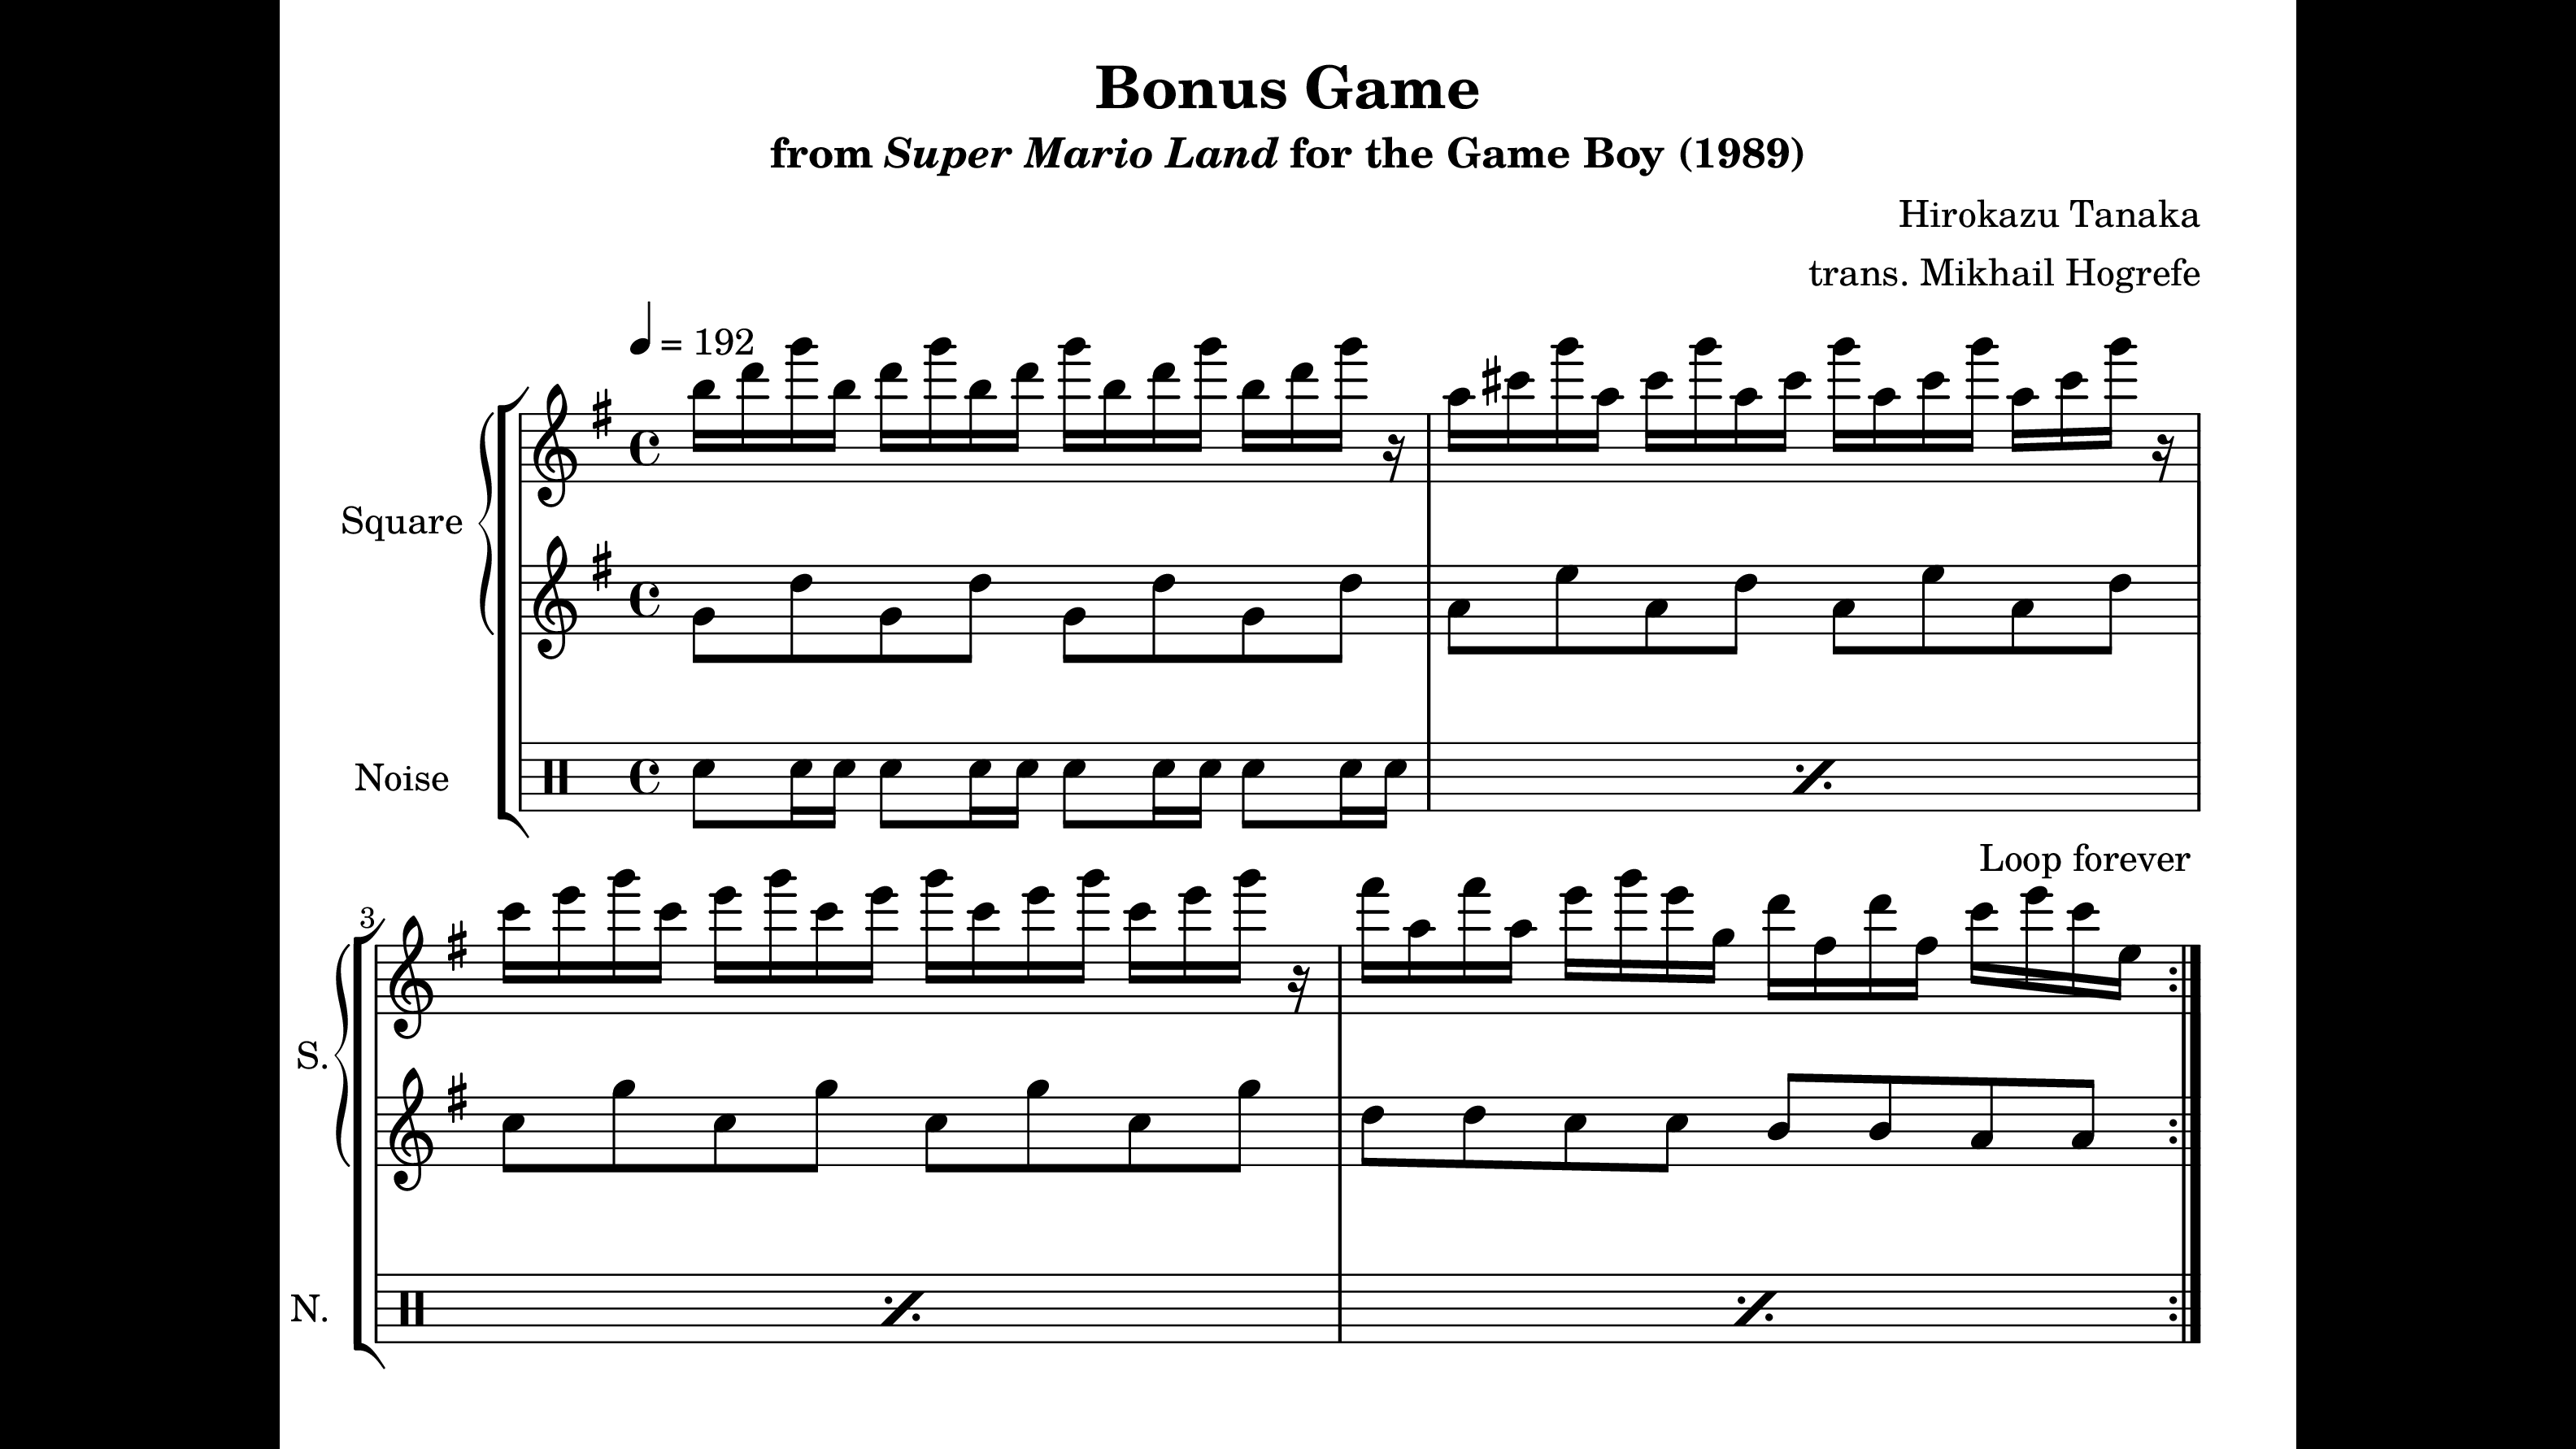 Bonus Game
from Super Mario Land for the Game Boy (1989)
Hirokazu Tanaka
trans. Mikhail Hogrefe
= 192
Square
Noise
Loop forever
3
S.
N.